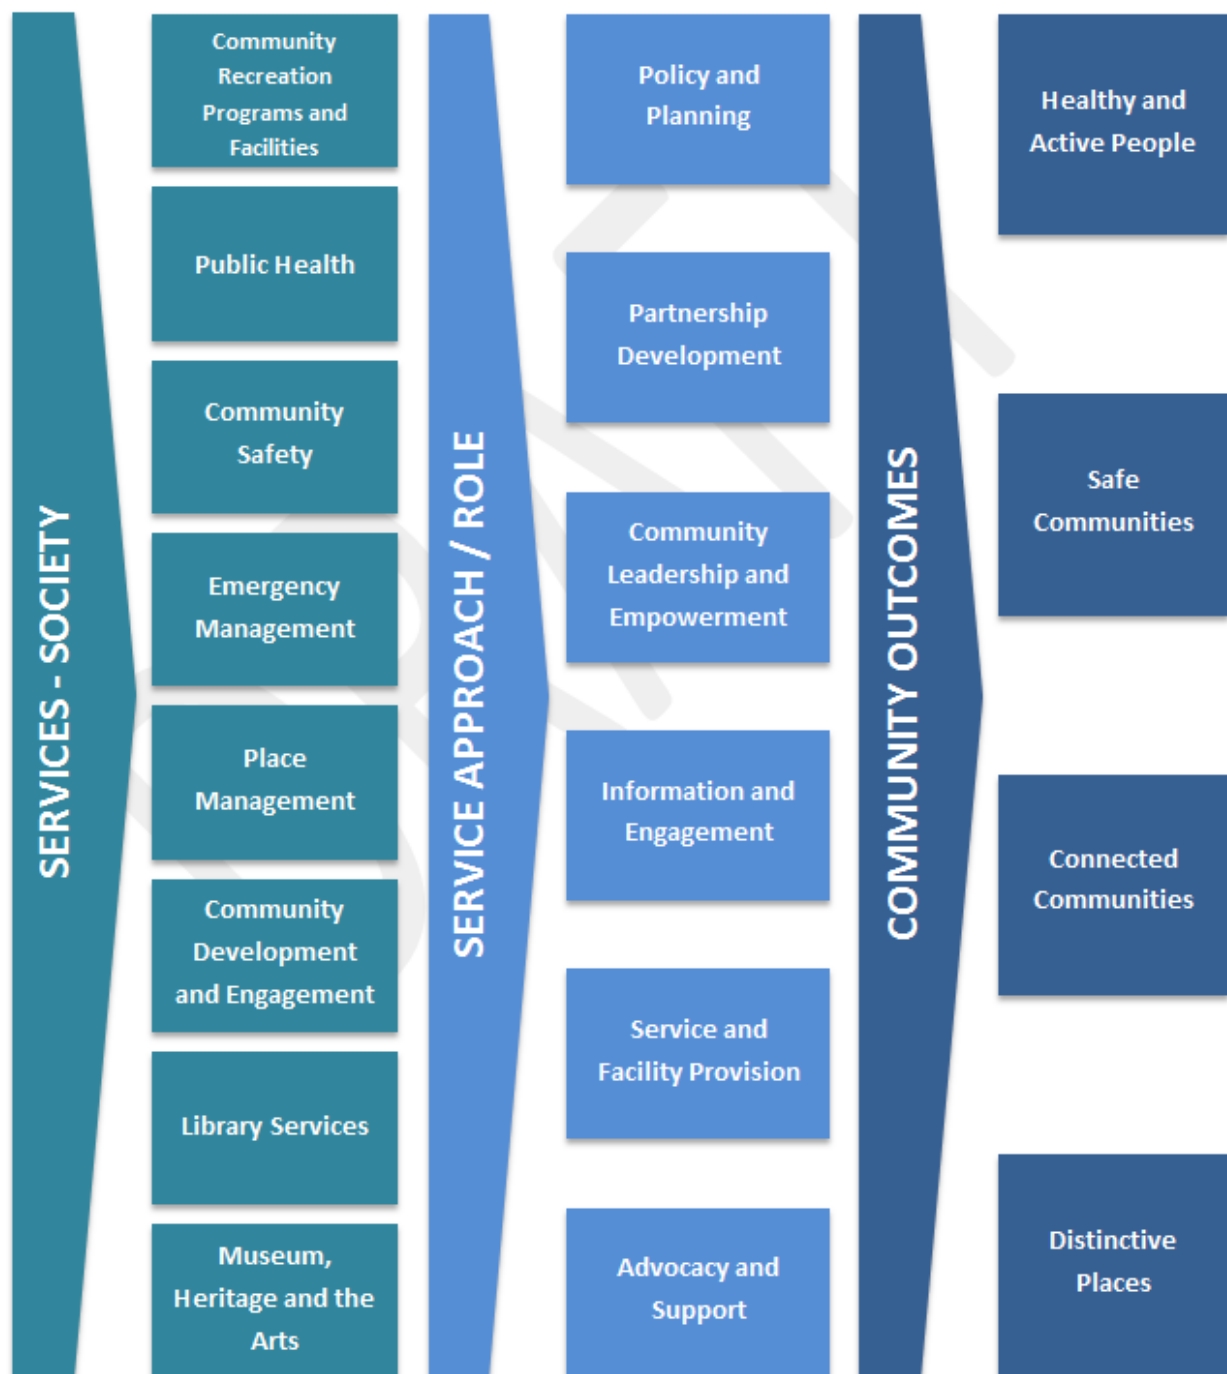 SERVICES - SOCIETY
Community
Recreation
Programs and
Facilities
Public Health
Community
Safety
Emergency
Management
Place
Management
Community
Development
and Engagement
Library Services
Museum,
Heritage and the
Arts
SERVICE APPROACH / ROLE
Policy and
Planning
Partnership
Development
Community
Leadership and
Empowerment
Information and
Engagement
Service and
Facility Provision
Advocacy and
Support
COMMUNITY OUTCOMES
Healthy and
Active People
Safe
Communities
Connected
Communities
Distinctive
Places
DRAFT